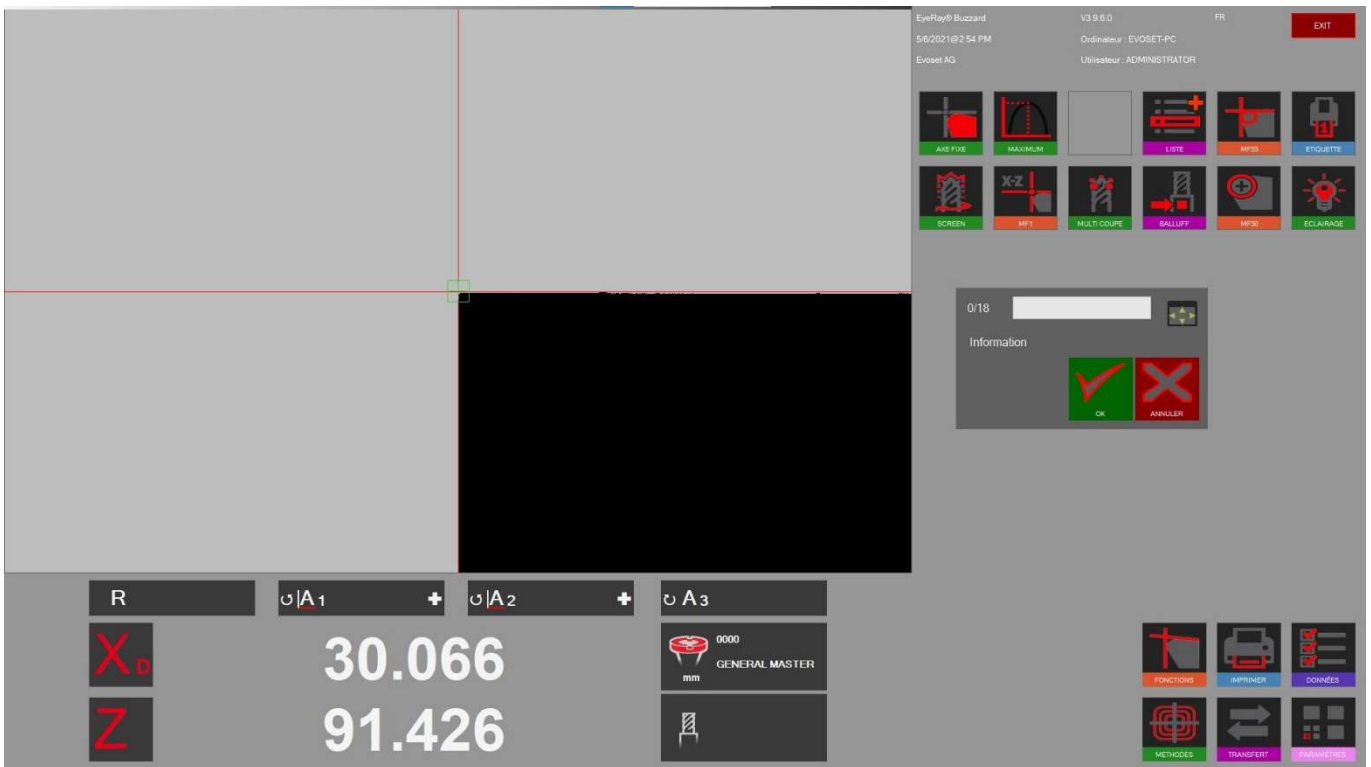 EyeRay® Buzzard V3.9.6.0 FR EXIT
5/6/2021@2:54 PM Ordinateur : EVOSET-PC
Evoset AG Utilisateur : ADMINISTRATOR
AXE FIXE MAXIMUM LISTE MF35 ETIQUETTE
X-Z
SCREEN MF1 MULTI COUPE BALLUFF MF50 ECLAIRAGE
0/18
Information
OK ANNULER
R A1 A2 A3
XD 30.066 0000
GENERAL MASTER
mm
Z 91.426
FONCTIONS IMPRIMER DONNÉES
METHODES TRANSFERT PARAMETRES